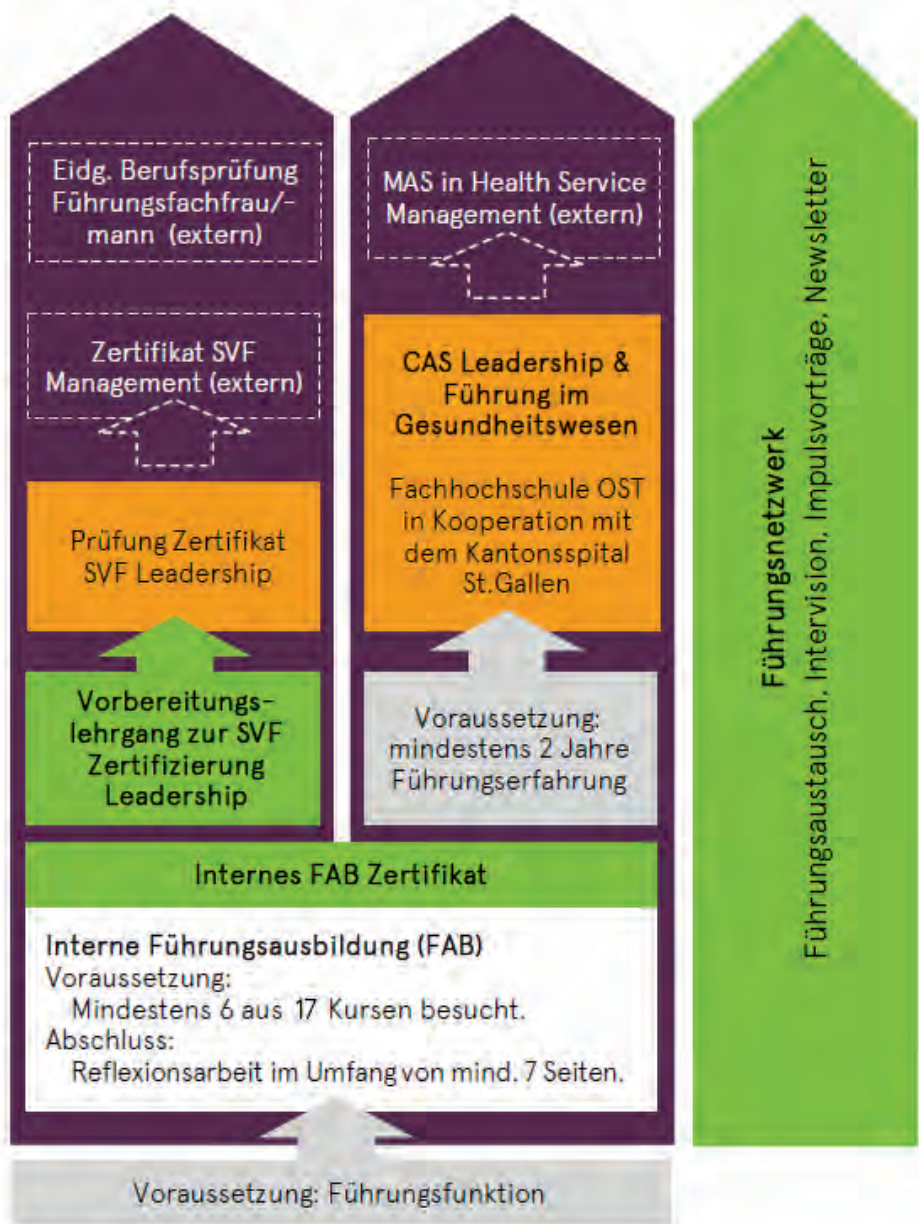 Eidg. Berufsprüfung
Führungsfachfrau/-
mann (extern)
Zertifikat SVF
Management (extern)
Prüfung Zertifikat
SVF Leadership
Vorbereitungs-
lehrgang zur SVF
Zertifizierung
Leadership
MAS in Health Service
Management (extern)
CAS Leadership &
Führung im
Gesundheitswesen
Fachhochschule OST
in Kooperation mit
dem Kantonsspital
St.Gallen
Voraussetzung:
mindestens 2 Jahre
Führungserfahrung
Internes FAB Zertifikat
Interne Führungsausbildung (FAB)
Voraussetzung:
Mindestens 6 aus 17 Kursen besucht.
Abschluss:
Reflexionsarbeit im Umfang von mind. 7 Seiten.
Voraussetzung: Führungsfunktion
Führungsnetzwerk
Führungsaustausch, Intervision, Impulsvorträge, Newsletter